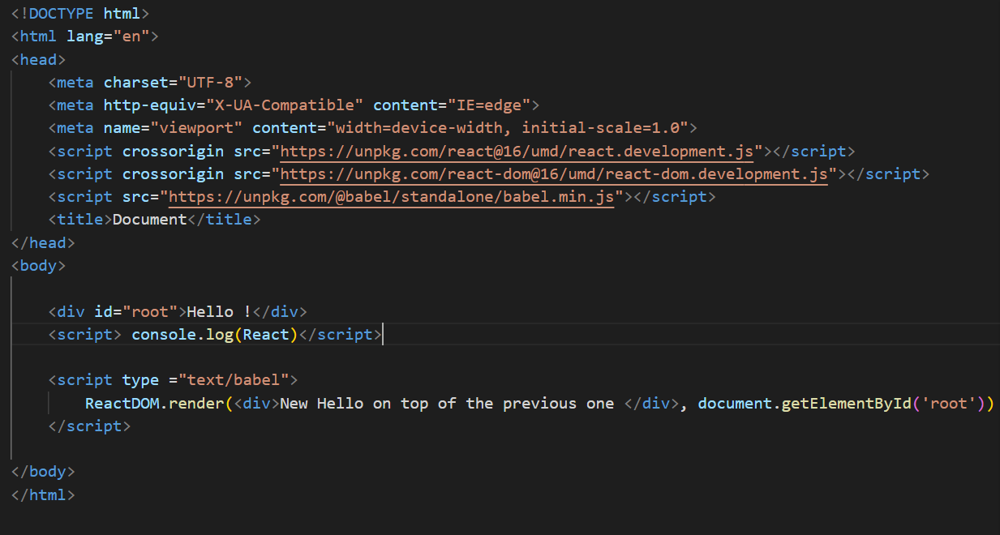 <!DOCTYPE html>
<html lang="en">
<head>
    <meta charset="UTF-8">
    <meta http-equiv="X-UA-Compatible" content="IE=edge">
    <meta name="viewport" content="width=device-width, initial-scale=1.0">
    <script crossorigin src="https://unpkg.com/react@16/umd/react.development.js"></script>
    <script crossorigin src="https://unpkg.com/react-dom@16/umd/react-dom.development.js"></script>
    <script src="https://unpkg.com/@babel/standalone/babel.min.js"></script>
    <title>Document</title>
</head>
<body>
    <div id="root">Hello !</div>
    <script> console.log(React)</script>
    <script type ="text/babel">
        ReactDOM.render(<div>New Hello on top of the previous one </div>, document.getElementById('root'))
    </script>
</body>
</html>